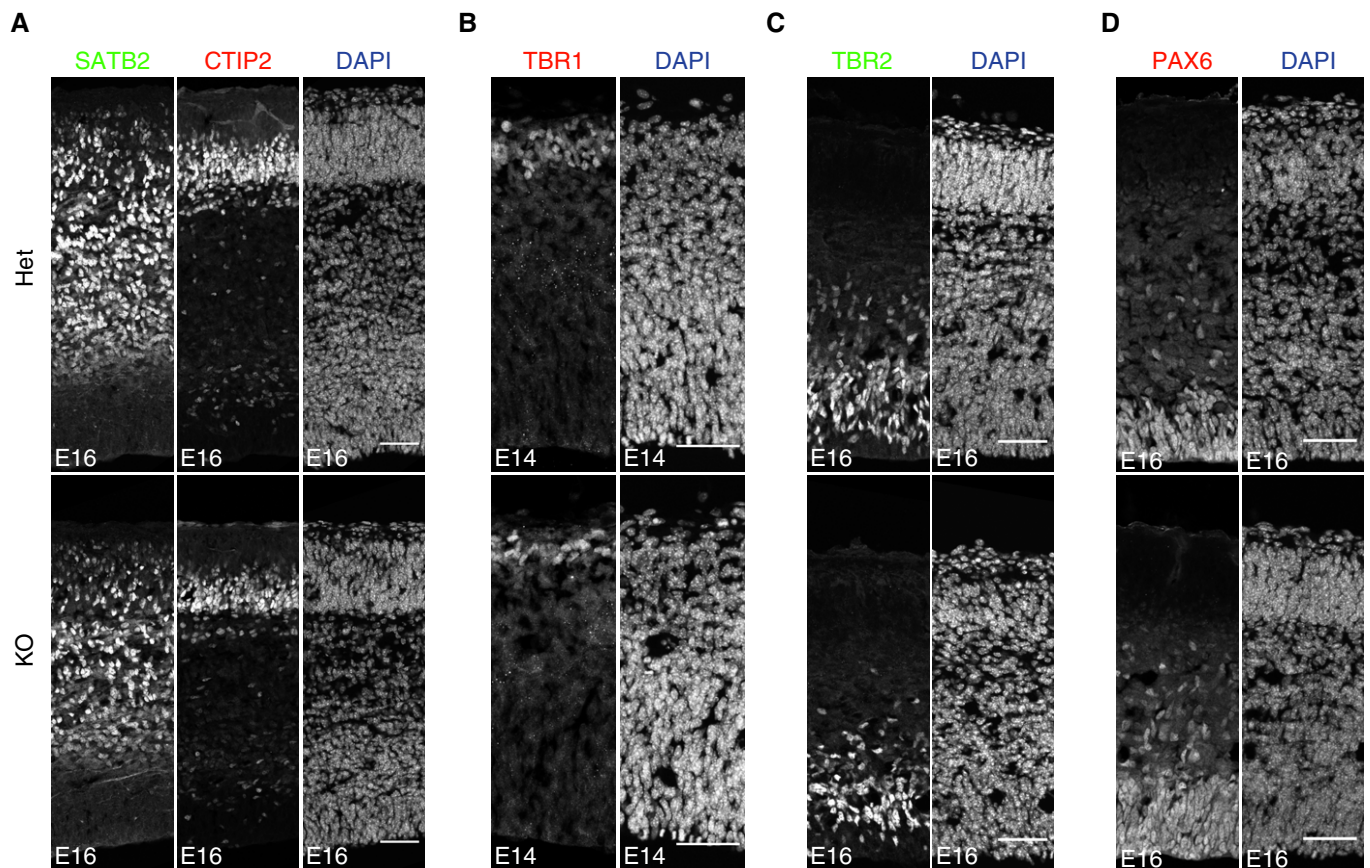 A B C D
SATB2 CTIP2 DAPI TBR1 DAPI TBR2 DAPI PAX6 DAPI
Het
E16 E16 E16 E14 E14 E16 E16 E16 E16
KO
E16 E16 E16 E14 E14 E16 E16 E16 E16